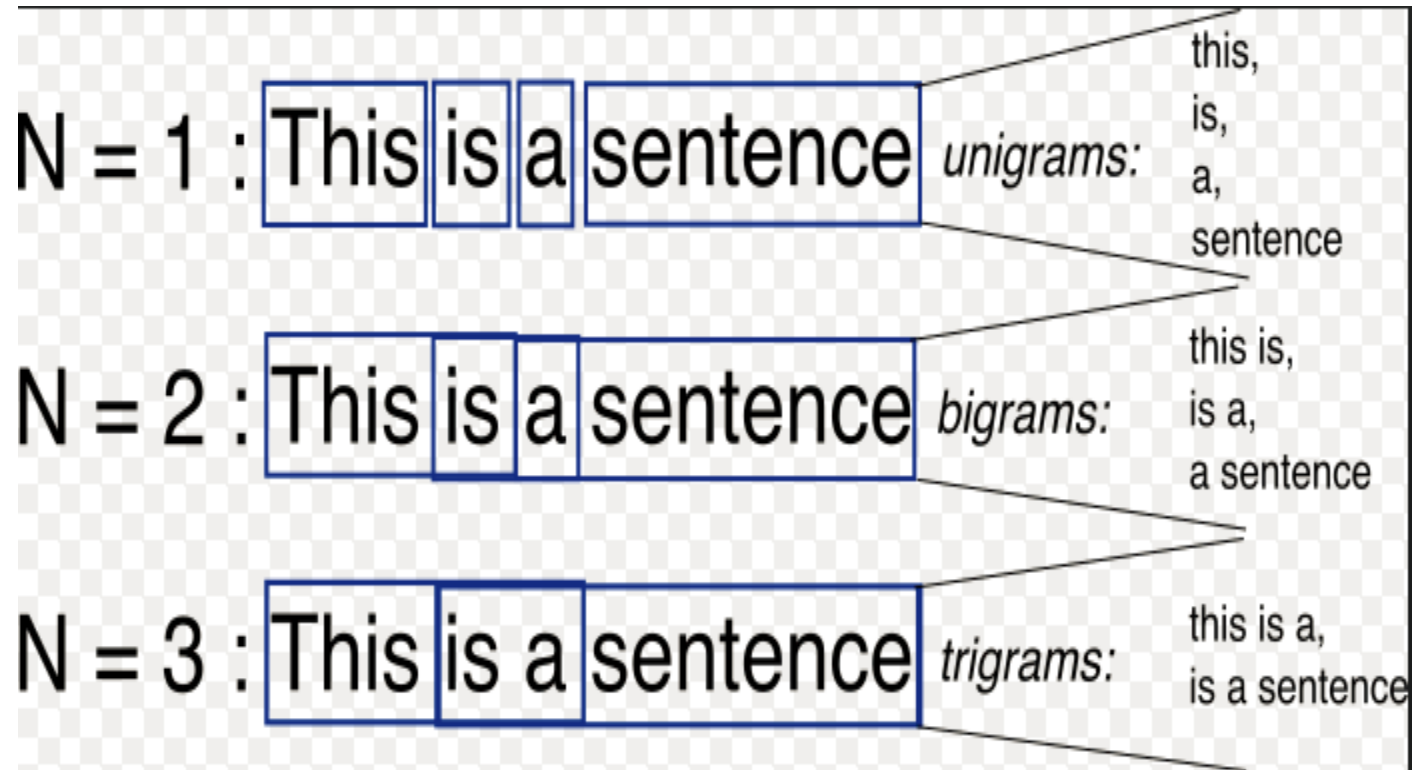 N = 1 : This is a sentence unigrams:
this,
is,
a,
sentence
N = 2 : This is a sentence bigrams:
this is,
is a,
a sentence
N = 3 : This is a sentence trigrams:
this is a,
is a sentence